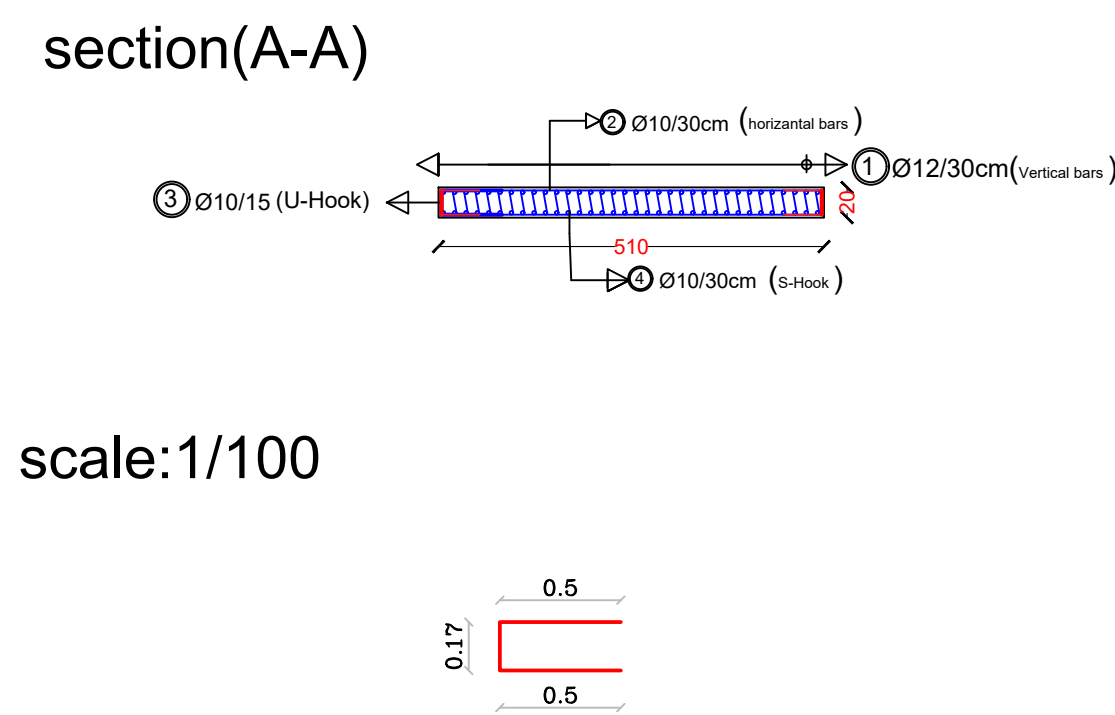 section(A-A)
2 Ø10/30cm (horizantal bars)
1 Ø12/30cm(Vertical bars)
3 Ø10/15 (U-Hook)
20
510
4 Ø10/30cm (S-Hook)
scale:1/100
0.5
0.17
0.5